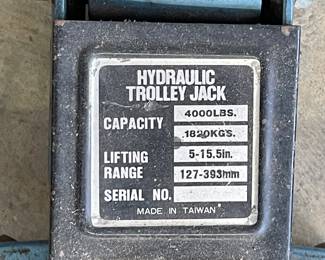 HYDRAULIC
TROLLEY JACK
CAPACITY 4000LBS.
1820KGS.
LIFTING 5-15.5in.
RANGE 127-393mm
SERIAL NO.
MADE IN TAIWAN